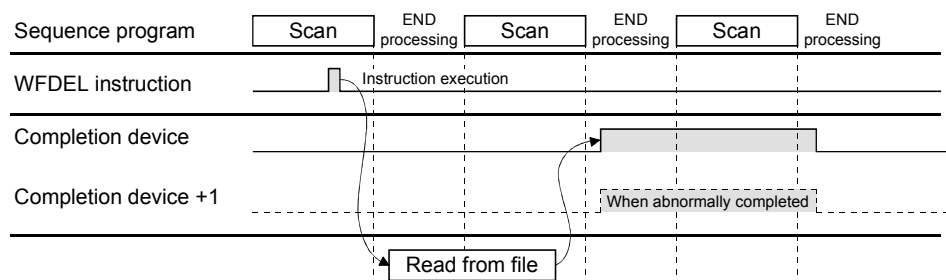 Sequence program Scan END processing Scan END processing Scan END processing
WFDEL instruction Instruction execution
Completion device
Completion device +1 When abnormally completed
Read from file